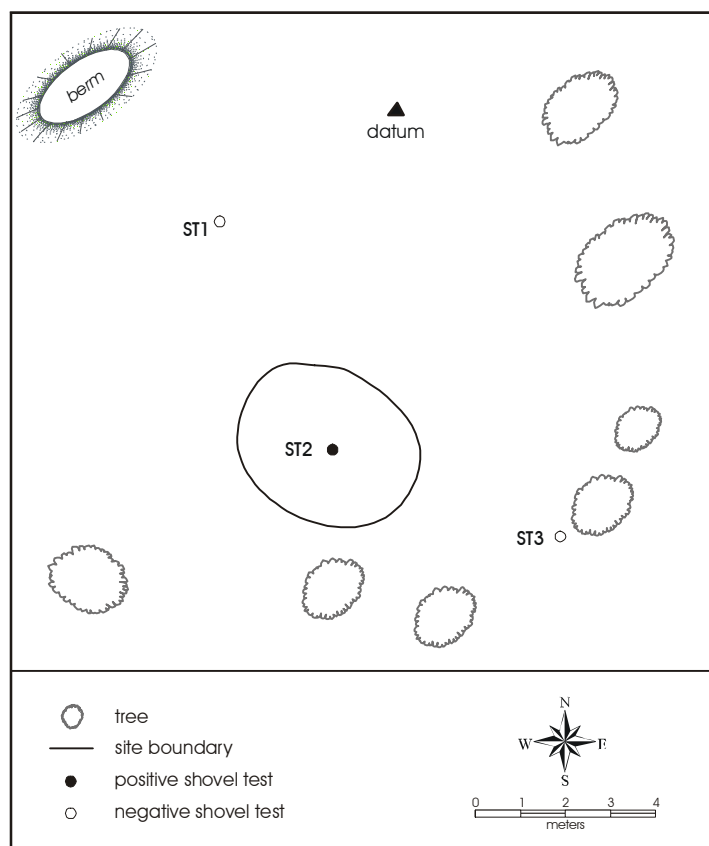 berm
datum
ST1
ST2
ST3
tree
site boundary
positive shovel test
negative shovel test
N
W E
S
0 1 2 3 4
meters